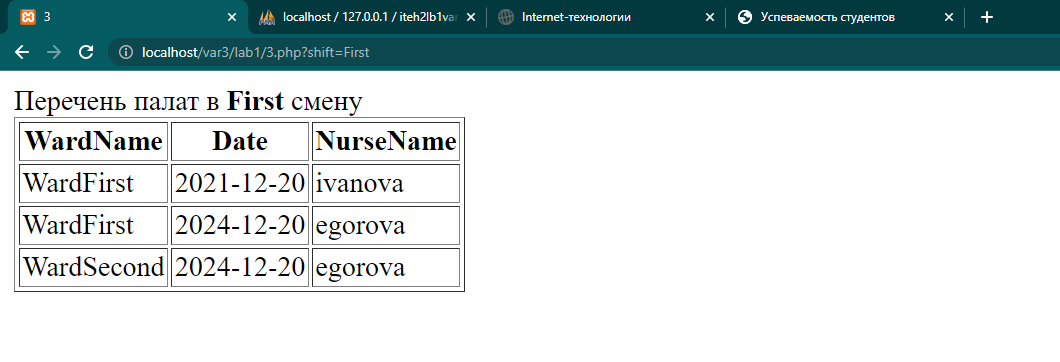 3
localhost / 127.0.0.1 / iteh2lb1var
Internet-технологии
Успеваемость студентов
localhost/var3/lab1/3.php?shift=First
Перечень палат в First смену
WardName Date NurseName
WardFirst 2021-12-20 ivanova
WardFirst 2024-12-20 egorova
WardSecond 2024-12-20 egorova